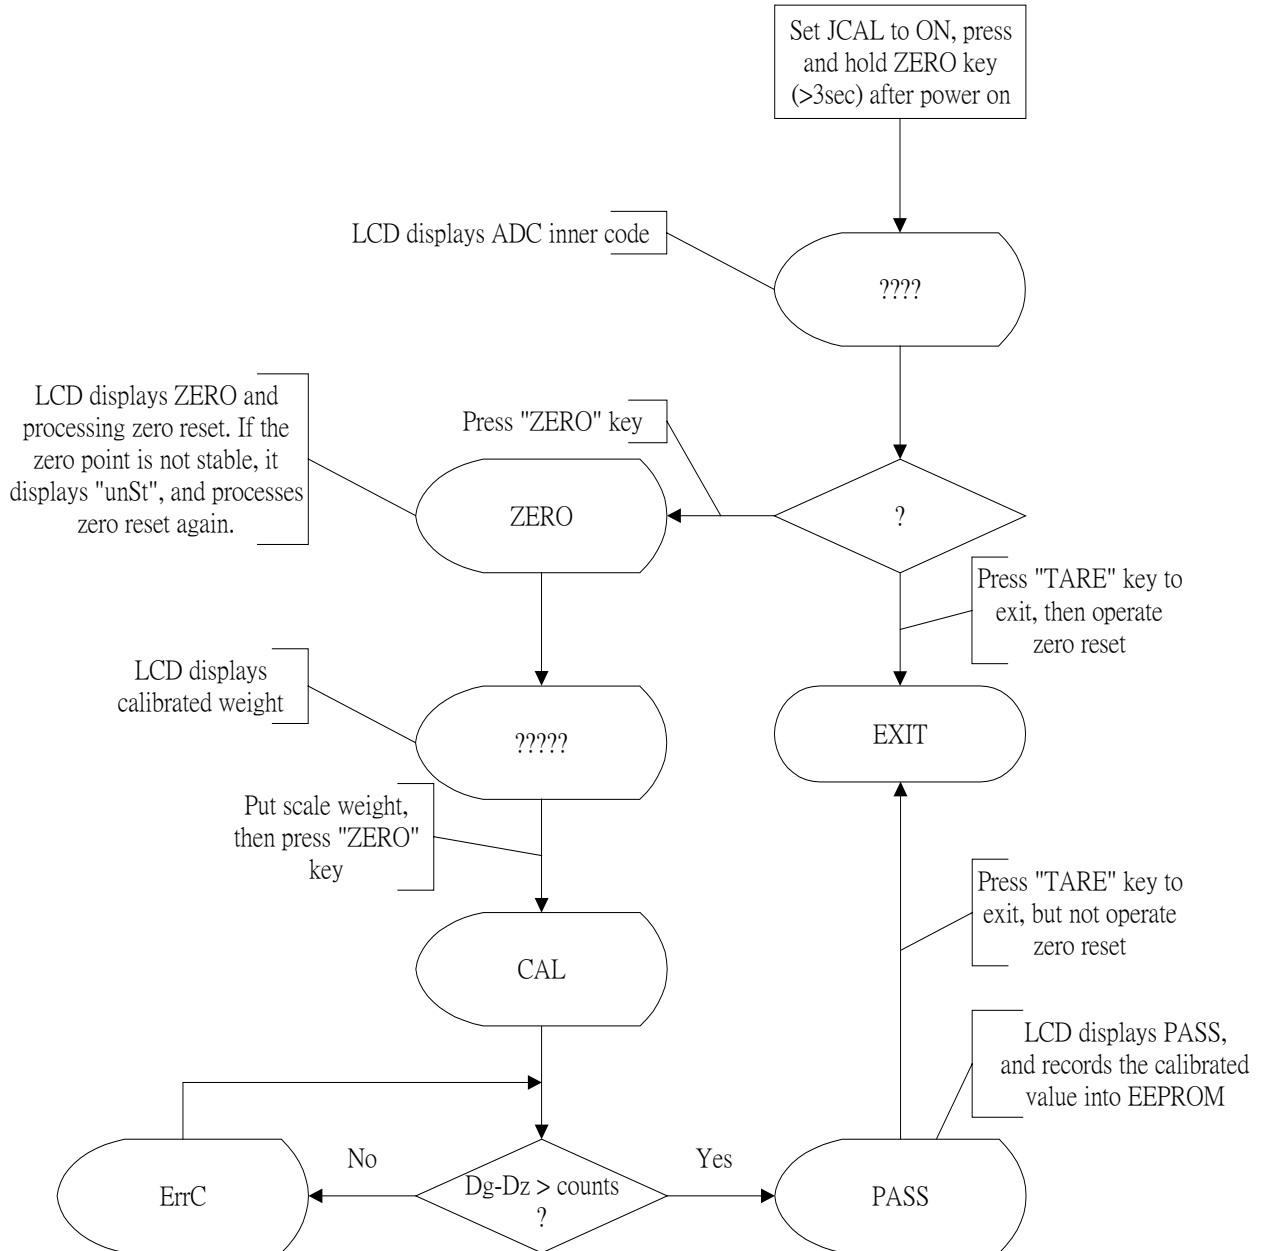 Set JCAL to ON, press
and hold ZERO key
(>3sec) after power on
LCD displays ADC inner code
????
LCD displays ZERO and
processing zero reset. If the
zero point is not stable, it
displays "unSt", and processes
zero reset again.
Press "ZERO" key
ZERO
?
Press "TARE" key to
exit, then operate
zero reset
LCD displays
calibrated weight
?????
EXIT
Put scale weight,
then press "ZERO"
key
CAL
Press "TARE" key to
exit, but not operate
zero reset
LCD displays PASS,
and records the calibrated
value into EEPROM
No
Yes
ErrC
Dg-Dz > counts
?
PASS